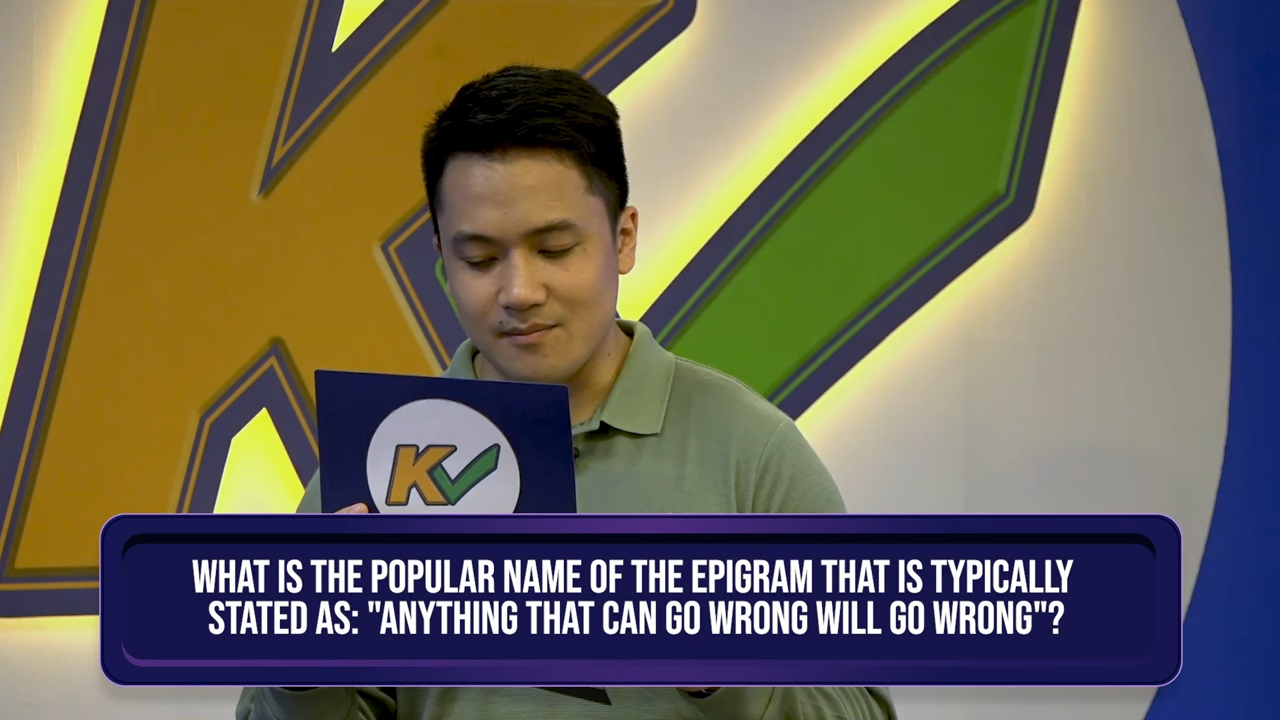 K
K
WHAT IS THE POPULAR NAME OF THE EPIGRAM THAT IS TYPICALLY
STATED AS: "ANYTHING THAT CAN GO WRONG WILL GO WRONG"?